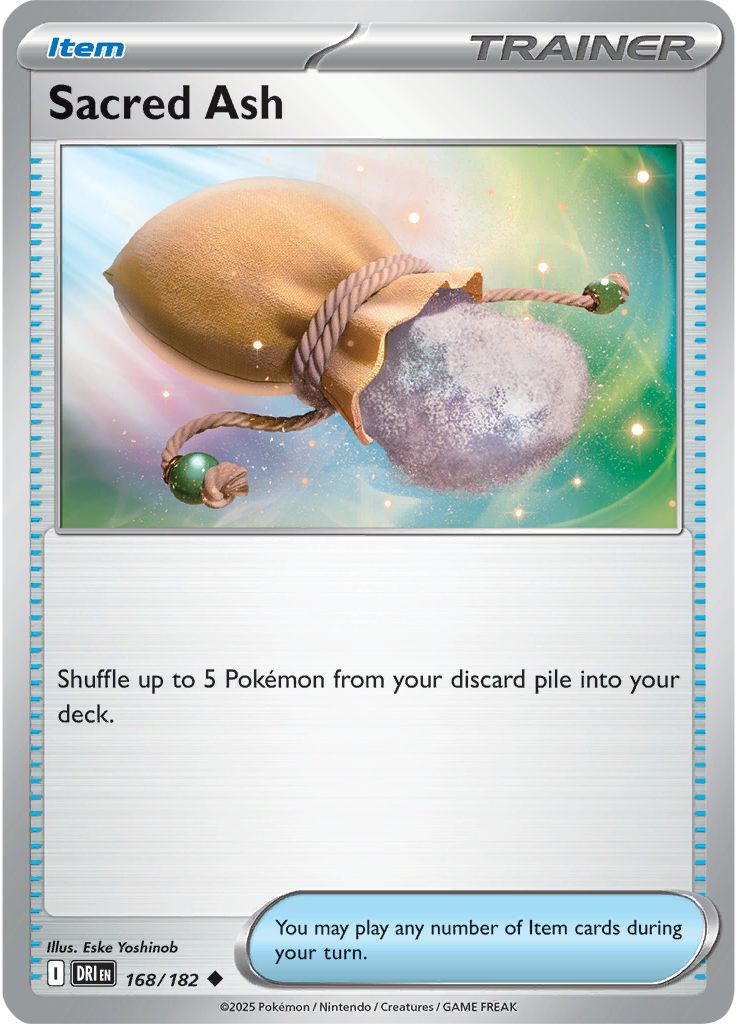 Item
TRAINER
Sacred Ash
Shuffle up to 5 Pokémon from your discard pile into your
deck.
You may play any number of Item cards during
your turn.
Illus. Eske Yoshinob
I DRI EN 168/182
©2025 Pokémon / Nintendo / Creatures / GAME FREAK